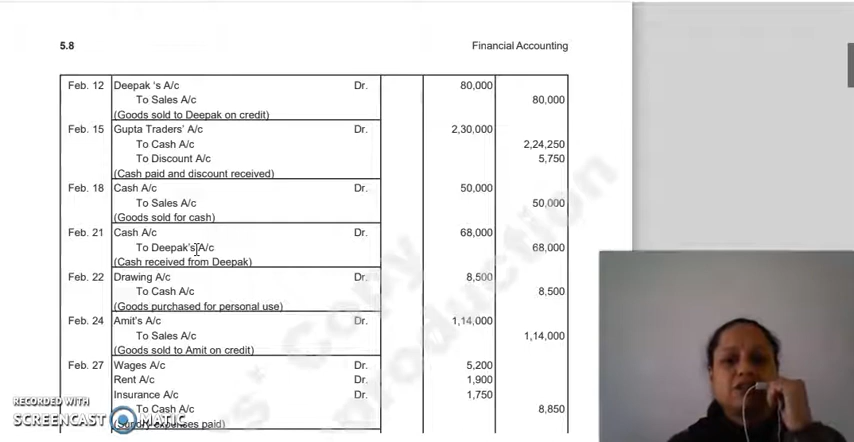 5.8 Financial Accounting
Feb. 12 Deepak 's A/c Dr. 80,000
To Sales A/c 80,000
(Goods sold to Deepak on credit)
Feb. 15 Gupta Traders' A/c Dr. 2,30,000
To Cash A/c 2,24,250
To Discount A/c 5,750
(Cash paid and discount received)
Feb. 18 Cash A/c Dr. 50,000
To Sales A/c 50,000
(Goods sold for cash)
Feb. 21 Cash A/c Dr. 68,000
To Deepak's A/c 68,000
(Cash received from Deepak)
Feb. 22 Drawing A/c Dr. 8,500
To Cash A/c 8,500
(Goods purchased for personal use)
Feb. 24 Amit's A/c Dr. 1,14,000
To Sales A/c 1,14,000
(Goods sold to Amit on credit)
Feb. 27 Wages A/c Dr. 5,200
Rent A/c Dr. 1,900
Insurance A/c Dr. 1,750
To Cash A/c 8,850
(Sundry expenses paid)
RECORDED WITH
SCREENCAST MATIC
Copy